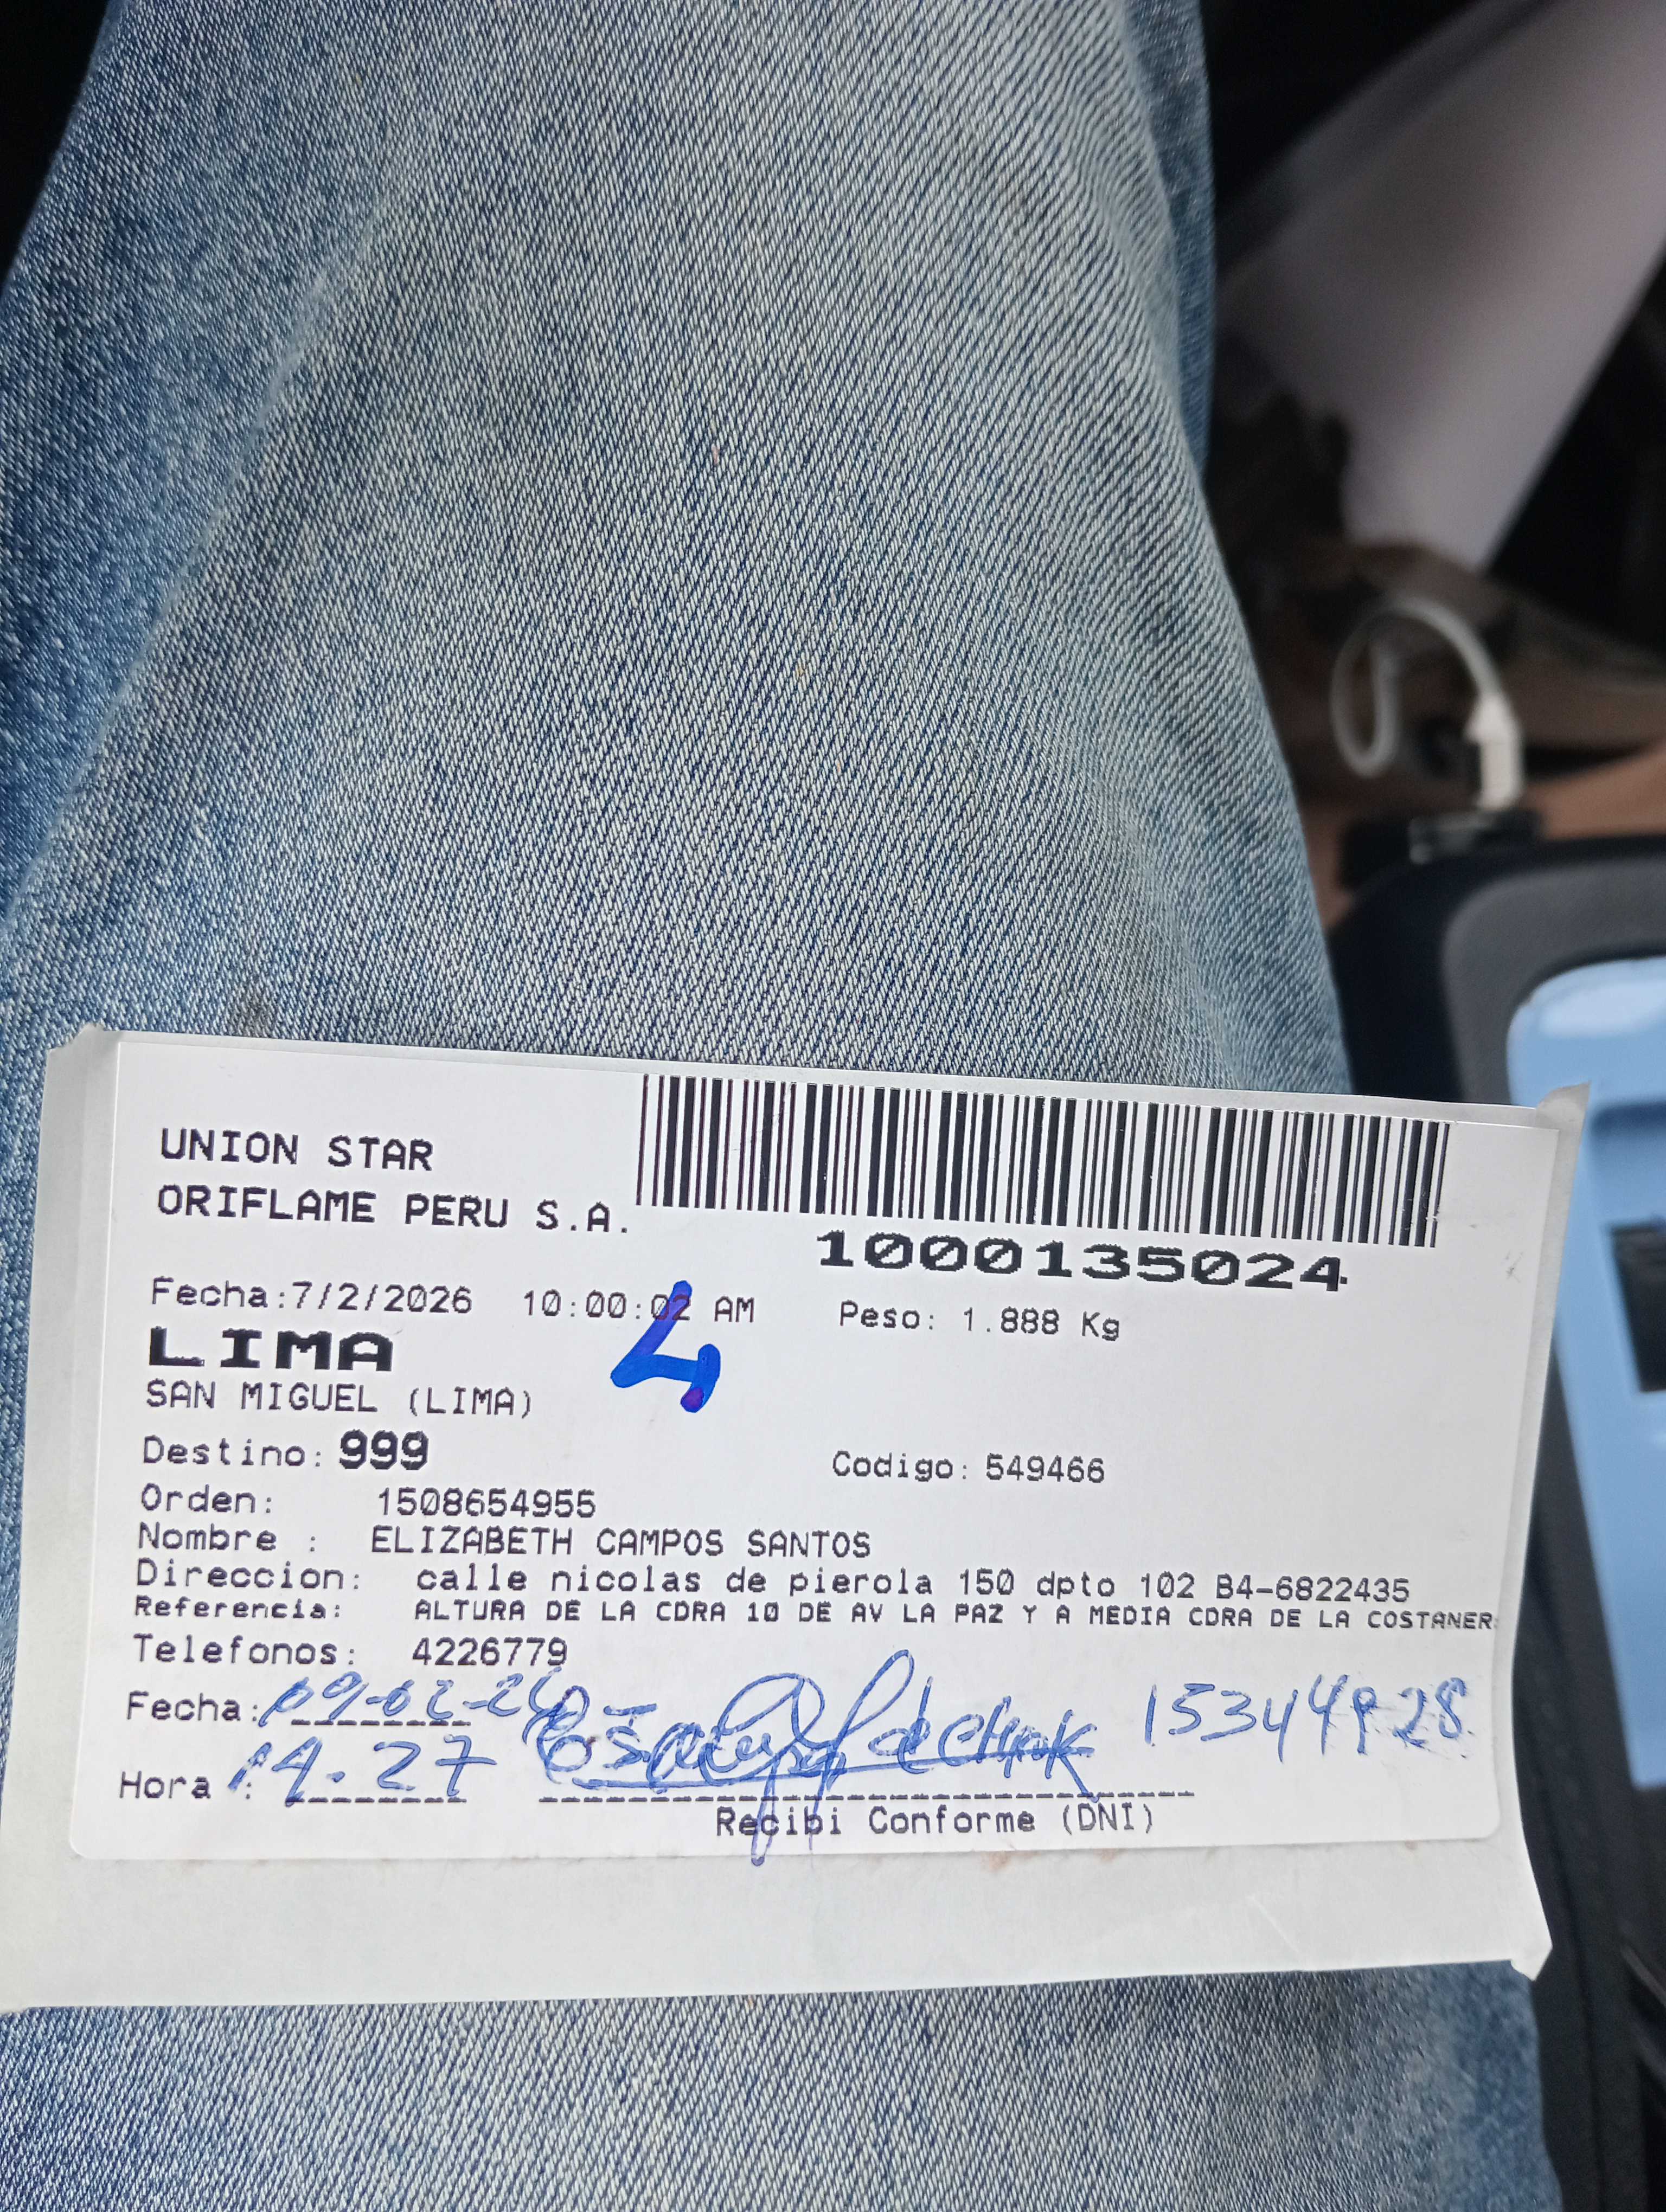 UNION STAR
ORIFLAME PERU S.A.
1000135024
Fecha:7/2/2026 10:00:02 AM Peso: 1.888 Kg
4
LIMA
SAN MIGUEL (LIMA)
Destino: 999 Codigo: 549466
Orden: 1508654955
Nombre : ELIZABETH CAMPOS SANTOS
Direccion: calle nicolas de pierola 150 dpto 102 B4-6822435
Referencia: ALTURA DE LA CDRA 10 DE AV LA PAZ Y A MEDIA CDRA DE LA COSTANER
Telefonos: 4226779
Fecha: 09-02-26
Hora : 14.27
Recibi Conforme (DNI)